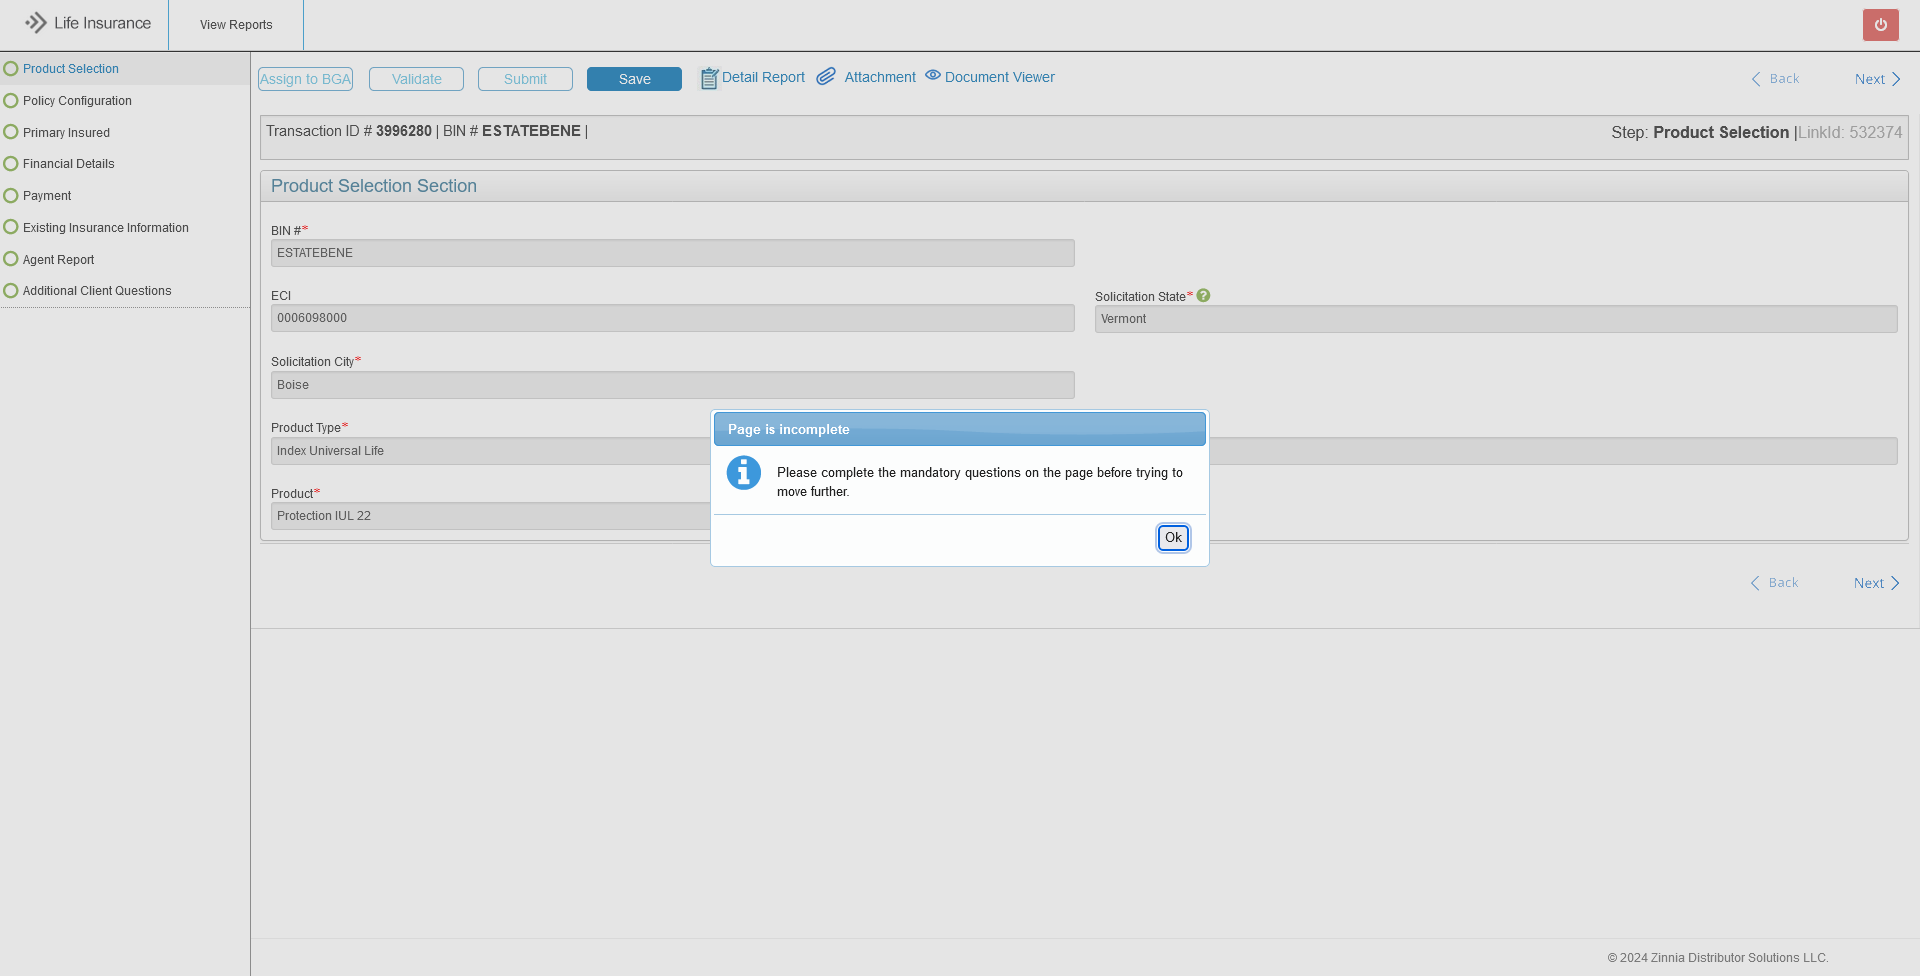 Life Insurance
View Reports
Product Selection
Policy Configuration
Primary Insured
Financial Details
Payment
Existing Insurance Information
Agent Report
Additional Client Questions
Assign to BGA Validate Submit Save Detail Report Attachment Document Viewer Back Next
Transaction ID # 3996280 | BIN # ESTATEBENE |
Step: Product Selection |LinkId: 532374
Product Selection Section
BIN #*
ESTATEBENE
ECI
0006098000
Solicitation State* ?
Vermont
Solicitation City*
Boise
Product Type*
Index Universal Life
Product*
Protection IUL 22
Page is incomplete
Please complete the mandatory questions on the page before trying to
move further.
Ok
Back Next
© 2024 Zinnia Distributor Solutions LLC.